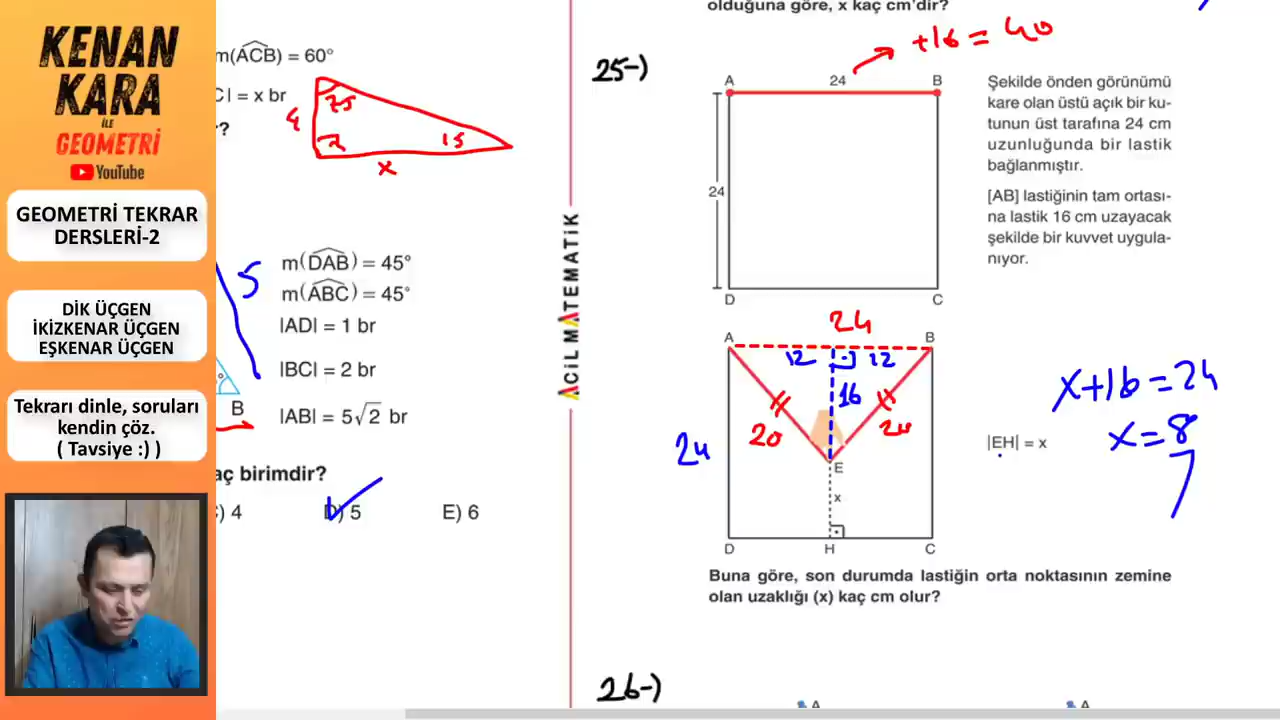 KENAN
KARA
İLE
GEOMETRİ
YouTube
GEOMETRİ TEKRAR
DERSLERİ-2
DİK ÜÇGEN
İKİZKENAR ÜÇGEN
EŞKENAR ÜÇGEN
Tekrarı dinle, soruları
kendin çöz.
( Tavsiye :) )
m(ACB) = 60°
| = x br
75
15
x
5
m(DAB) = 45°
m(ABC) = 45°
|AD| = 1 br
|BC| = 2 br
|AB| = 5√2 br
B
aç birimdir?
) 4
D) 5
E) 6
ACİL MATEMATİK
olduğuna göre, x kaç cm'dir?
25-)
+16 = 40
A
24
B
24
D
C
Şekilde önden görünümü
kare olan üstü açık bir ku-
tunun üst tarafına 24 cm
uzunluğunda bir lastik
bağlanmıştır.
[AB] lastiğinin tam ortası-
na lastik 16 cm uzayacak
şekilde bir kuvvet uygula-
nıyor.
24
A
B
12
12
16
20
20
24
E
x
D
H
C
|EH| = x
x+16=24
x=8
Buna göre, son durumda lastiğin orta noktasının zemine
olan uzaklığı (x) kaç cm olur?
26-)
A
A